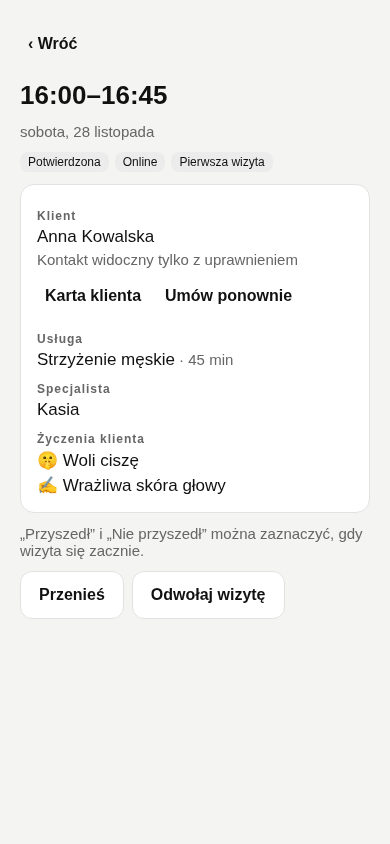 ‹ Wróć
16:00–16:45
sobota, 28 listopada
Potwierdzona Online Pierwsza wizyta
Klient
Anna Kowalska
Kontakt widoczny tylko z uprawnieniem
Karta klienta Umów ponownie
Usługa
Strzyżenie męskie · 45 min
Specjalista
Kasia
Życzenia klienta
🤫 Woli ciszę
✍️ Wrażliwa skóra głowy
„Przyszedł” i „Nie przyszedł” można zaznaczyć, gdy
wizyta się zacznie.
Przenieś Odwołaj wizytę